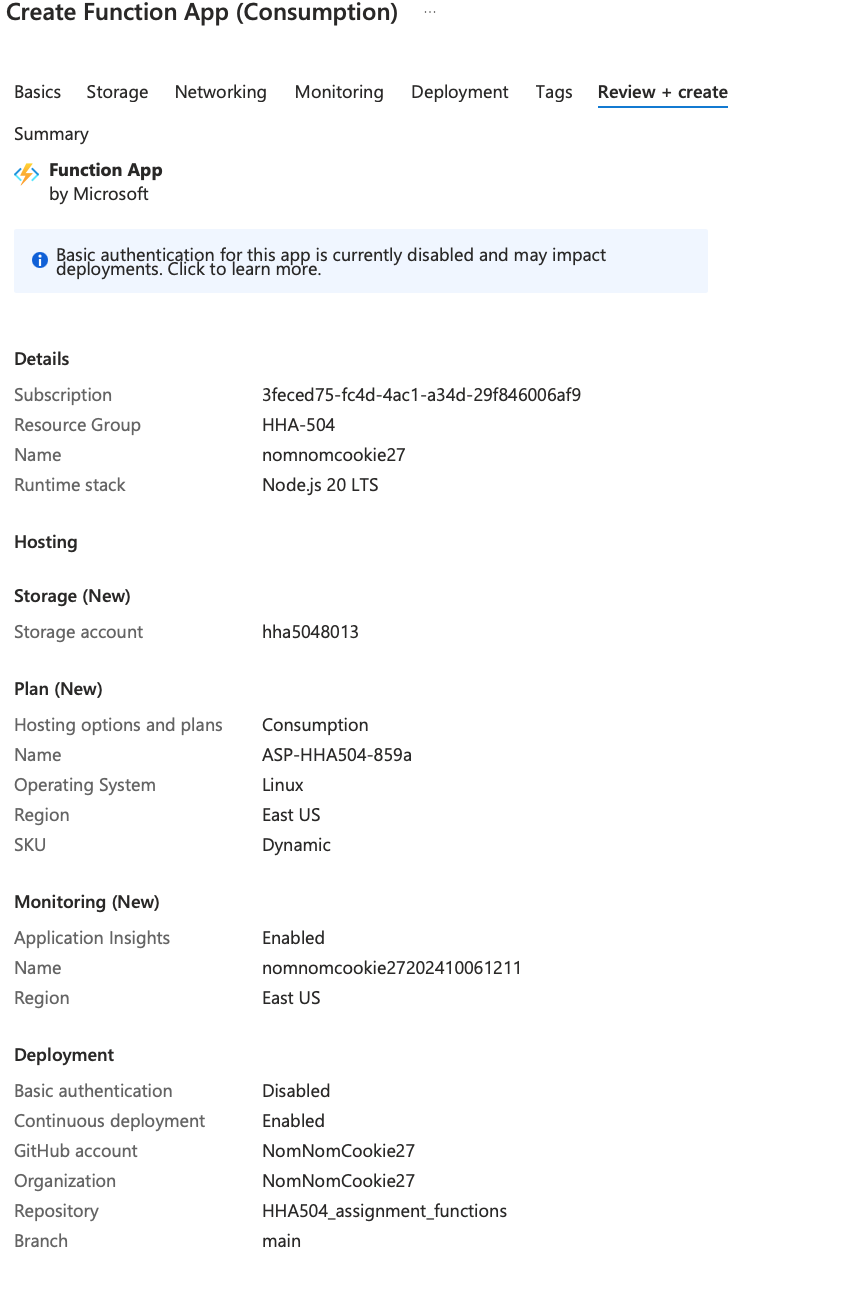 Create Function App (Consumption) ...
Basics Storage Networking Monitoring Deployment Tags Review + create
Summary
Function App
by Microsoft
Basic authentication for this app is currently disabled and may impact
deployments. Click to learn more.
Details
Subscription 3feced75-fc4d-4ac1-a34d-29f846006af9
Resource Group HHA-504
Name nomnomcookie27
Runtime stack Node.js 20 LTS
Hosting
Storage (New)
Storage account hha5048013
Plan (New)
Hosting options and plans Consumption
Name ASP-HHA504-859a
Operating System Linux
Region East US
SKU Dynamic
Monitoring (New)
Application Insights Enabled
Name nomnomcookie27202410061211
Region East US
Deployment
Basic authentication Disabled
Continuous deployment Enabled
GitHub account NomNomCookie27
Organization NomNomCookie27
Repository HHA504_assignment_functions
Branch main